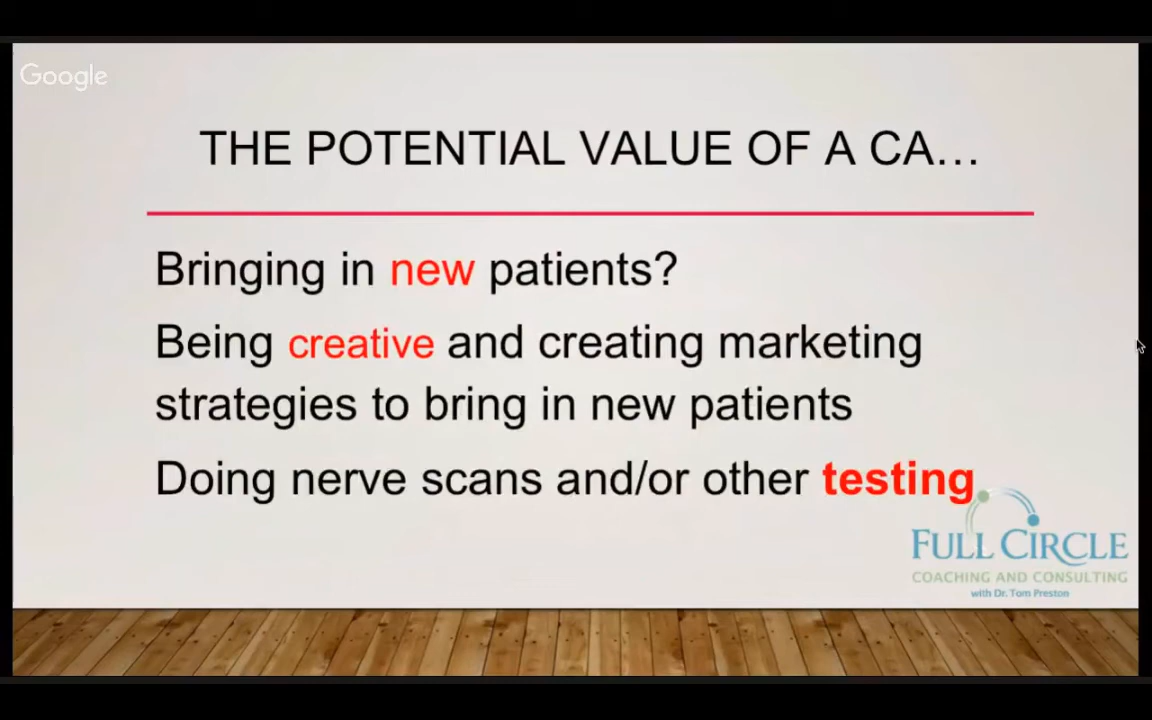 Google
THE POTENTIAL VALUE OF A CA...
Bringing in new patients?
Being creative and creating marketing
strategies to bring in new patients
Doing nerve scans and/or other testing
FULL CIRCLE
COACHING AND CONSULTING
with Dr. Tom Preston